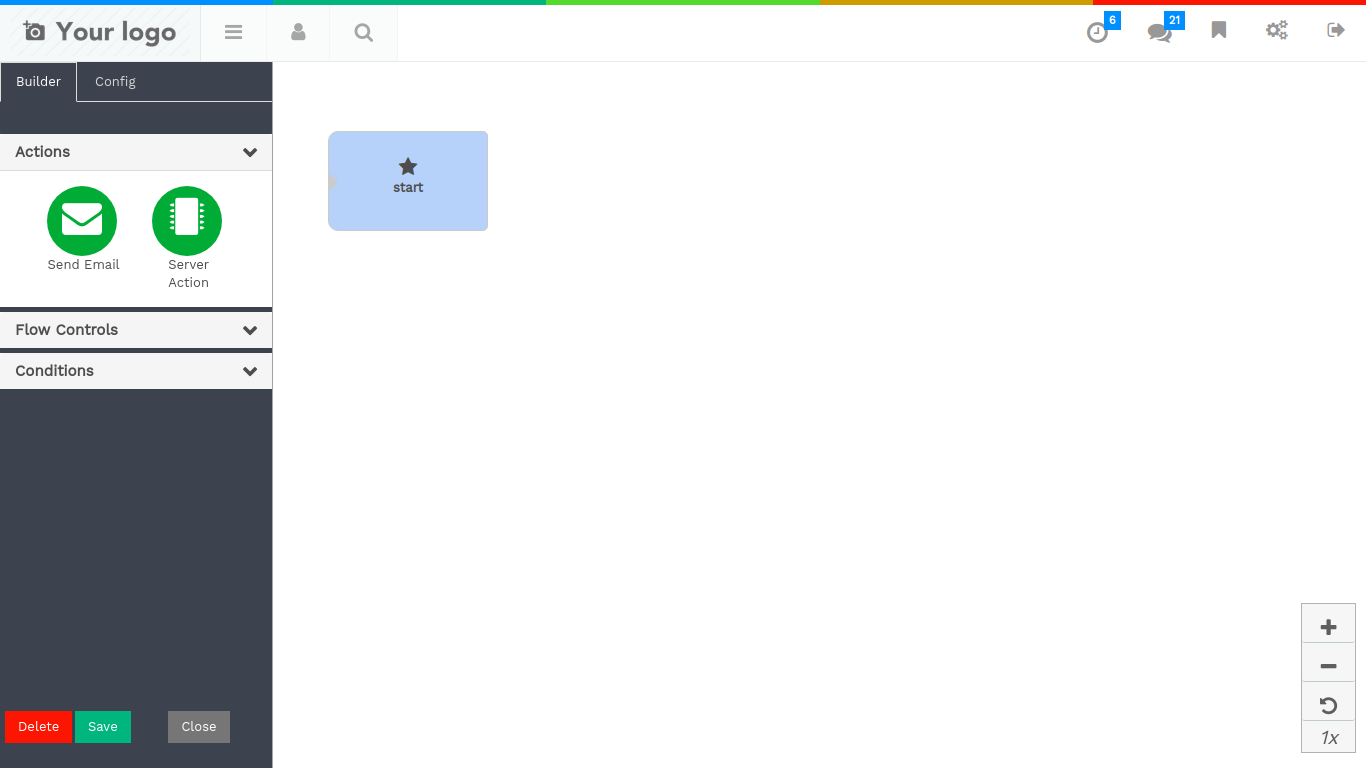 Your logo
6
21
Builder
Config
Actions
Send Email
Server
Action
Flow Controls
Conditions
start
Delete
Save
Close
1x